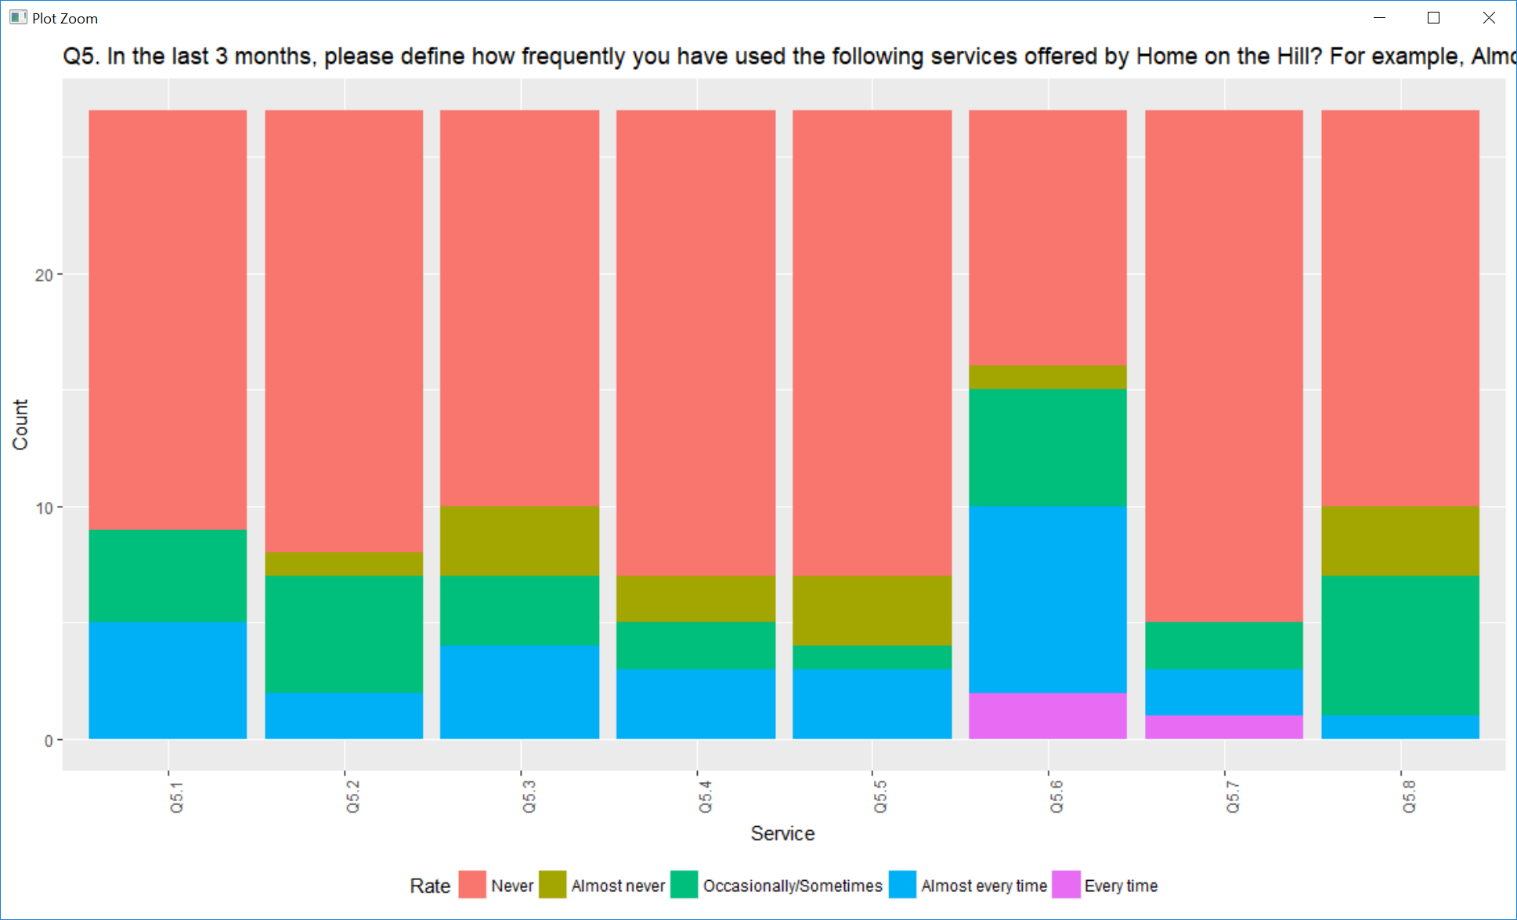 Plot Zoom
Q5. In the last 3 months, please define how frequently you have used the following services offered by Home on the Hill? For example, Almo
20
10
0
Count
Q5.1 Q5.2 Q5.3 Q5.4 Q5.5 Q5.6 Q5.7 Q5.8
Service
Rate Never Almost never Occasionally/Sometimes Almost every time Every time